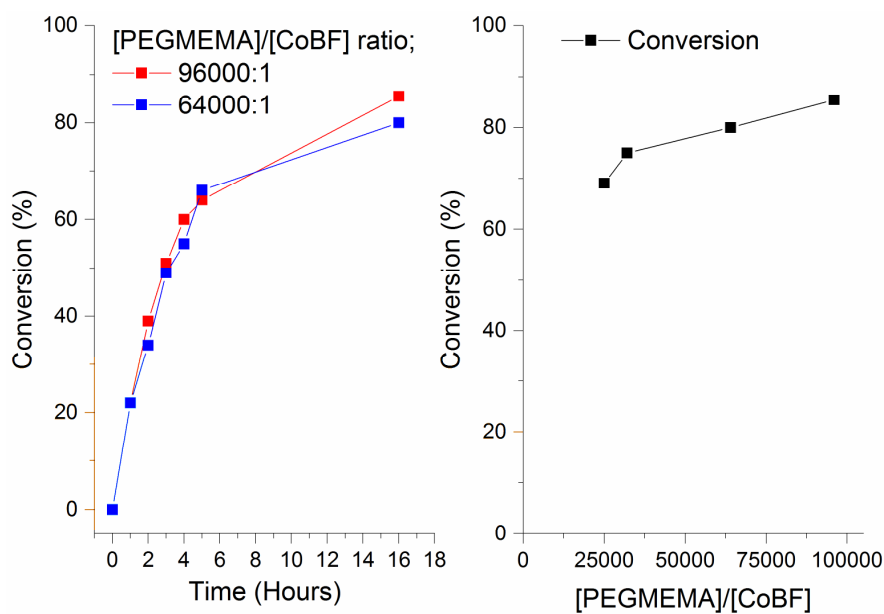 [PEGMEMA]/[CoBF] ratio;
96000:1
64000:1
Conversion (%)
100
80
60
40
20
0
0 2 4 6 8 10 12 14 16 18
Time (Hours)
Conversion
Conversion (%)
100
80
60
40
20
0
0 25000 50000 75000 100000
[PEGMEMA]/[CoBF]